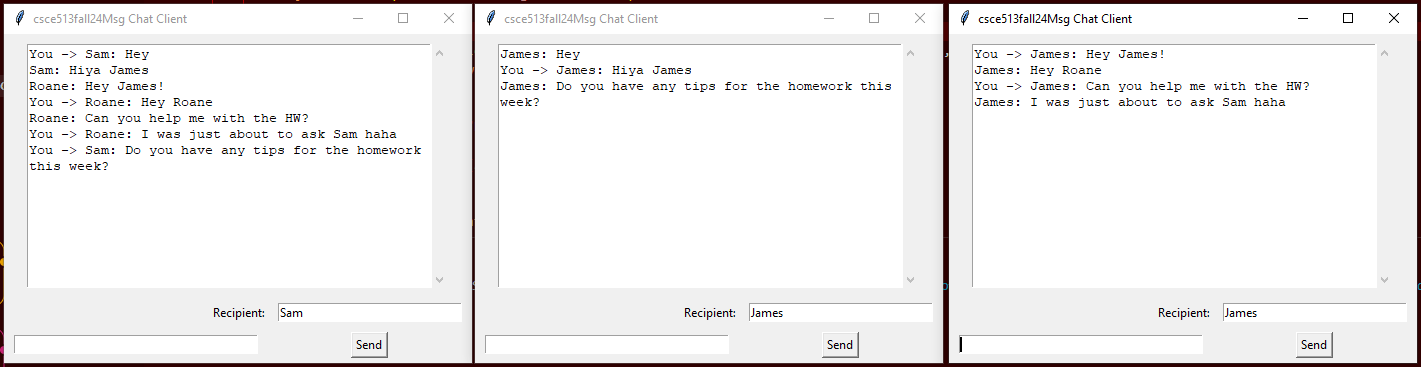 csce513fall24Msg Chat Client
You -> Sam: Hey
Sam: Hiya James
Roane: Hey James!
You -> Roane: Hey Roane
Roane: Can you help me with the HW?
You -> Roane: I was just about to ask Sam haha
You -> Sam: Do you have any tips for the homework
this week?
Recipient: Sam
Send
csce513fall24Msg Chat Client
James: Hey
You -> James: Hiya James
James: Do you have any tips for the homework this
week?
Recipient: James
Send
csce513fall24Msg Chat Client
You -> James: Hey James!
James: Hey Roane
You -> James: Can you help me with the HW?
James: I was just about to ask Sam haha
Recipient: James
Send